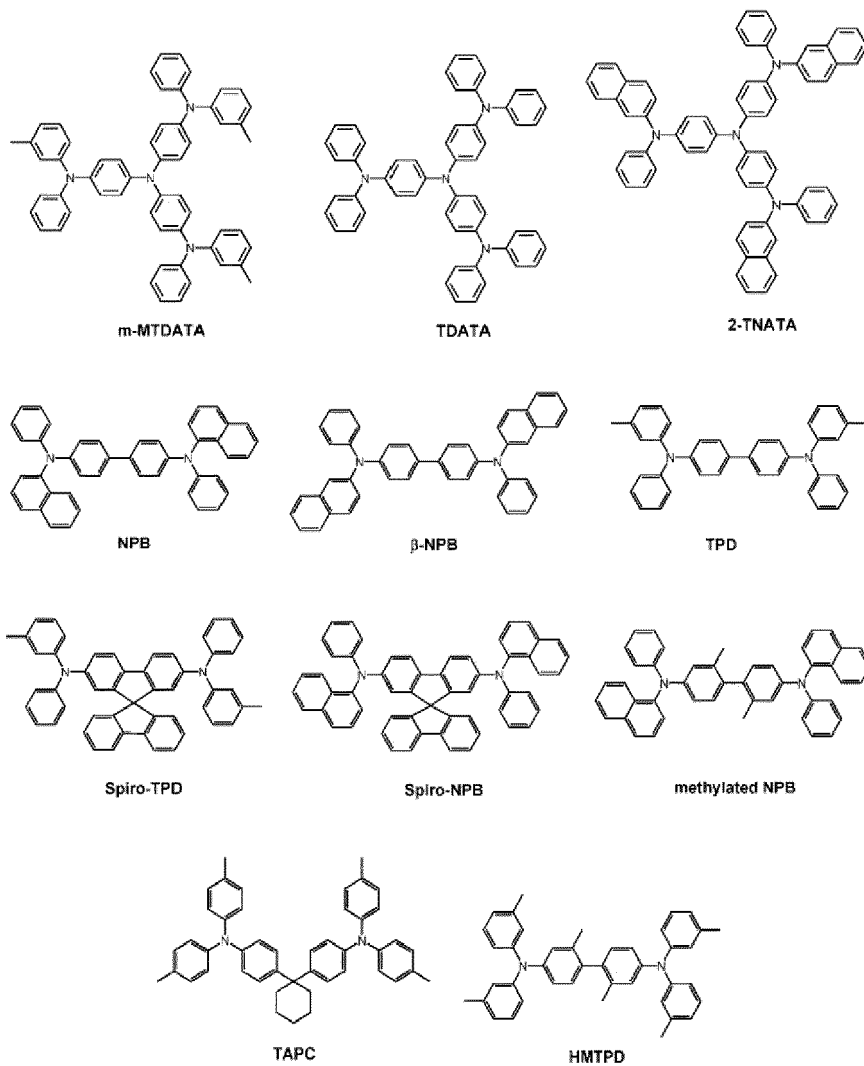 m-MTDATA
TDATA
2-TNATA
NPB
β-NPB
TPD
Spiro-TPD
Spiro-NPB
methylated NPB
TAPC
HMTPD